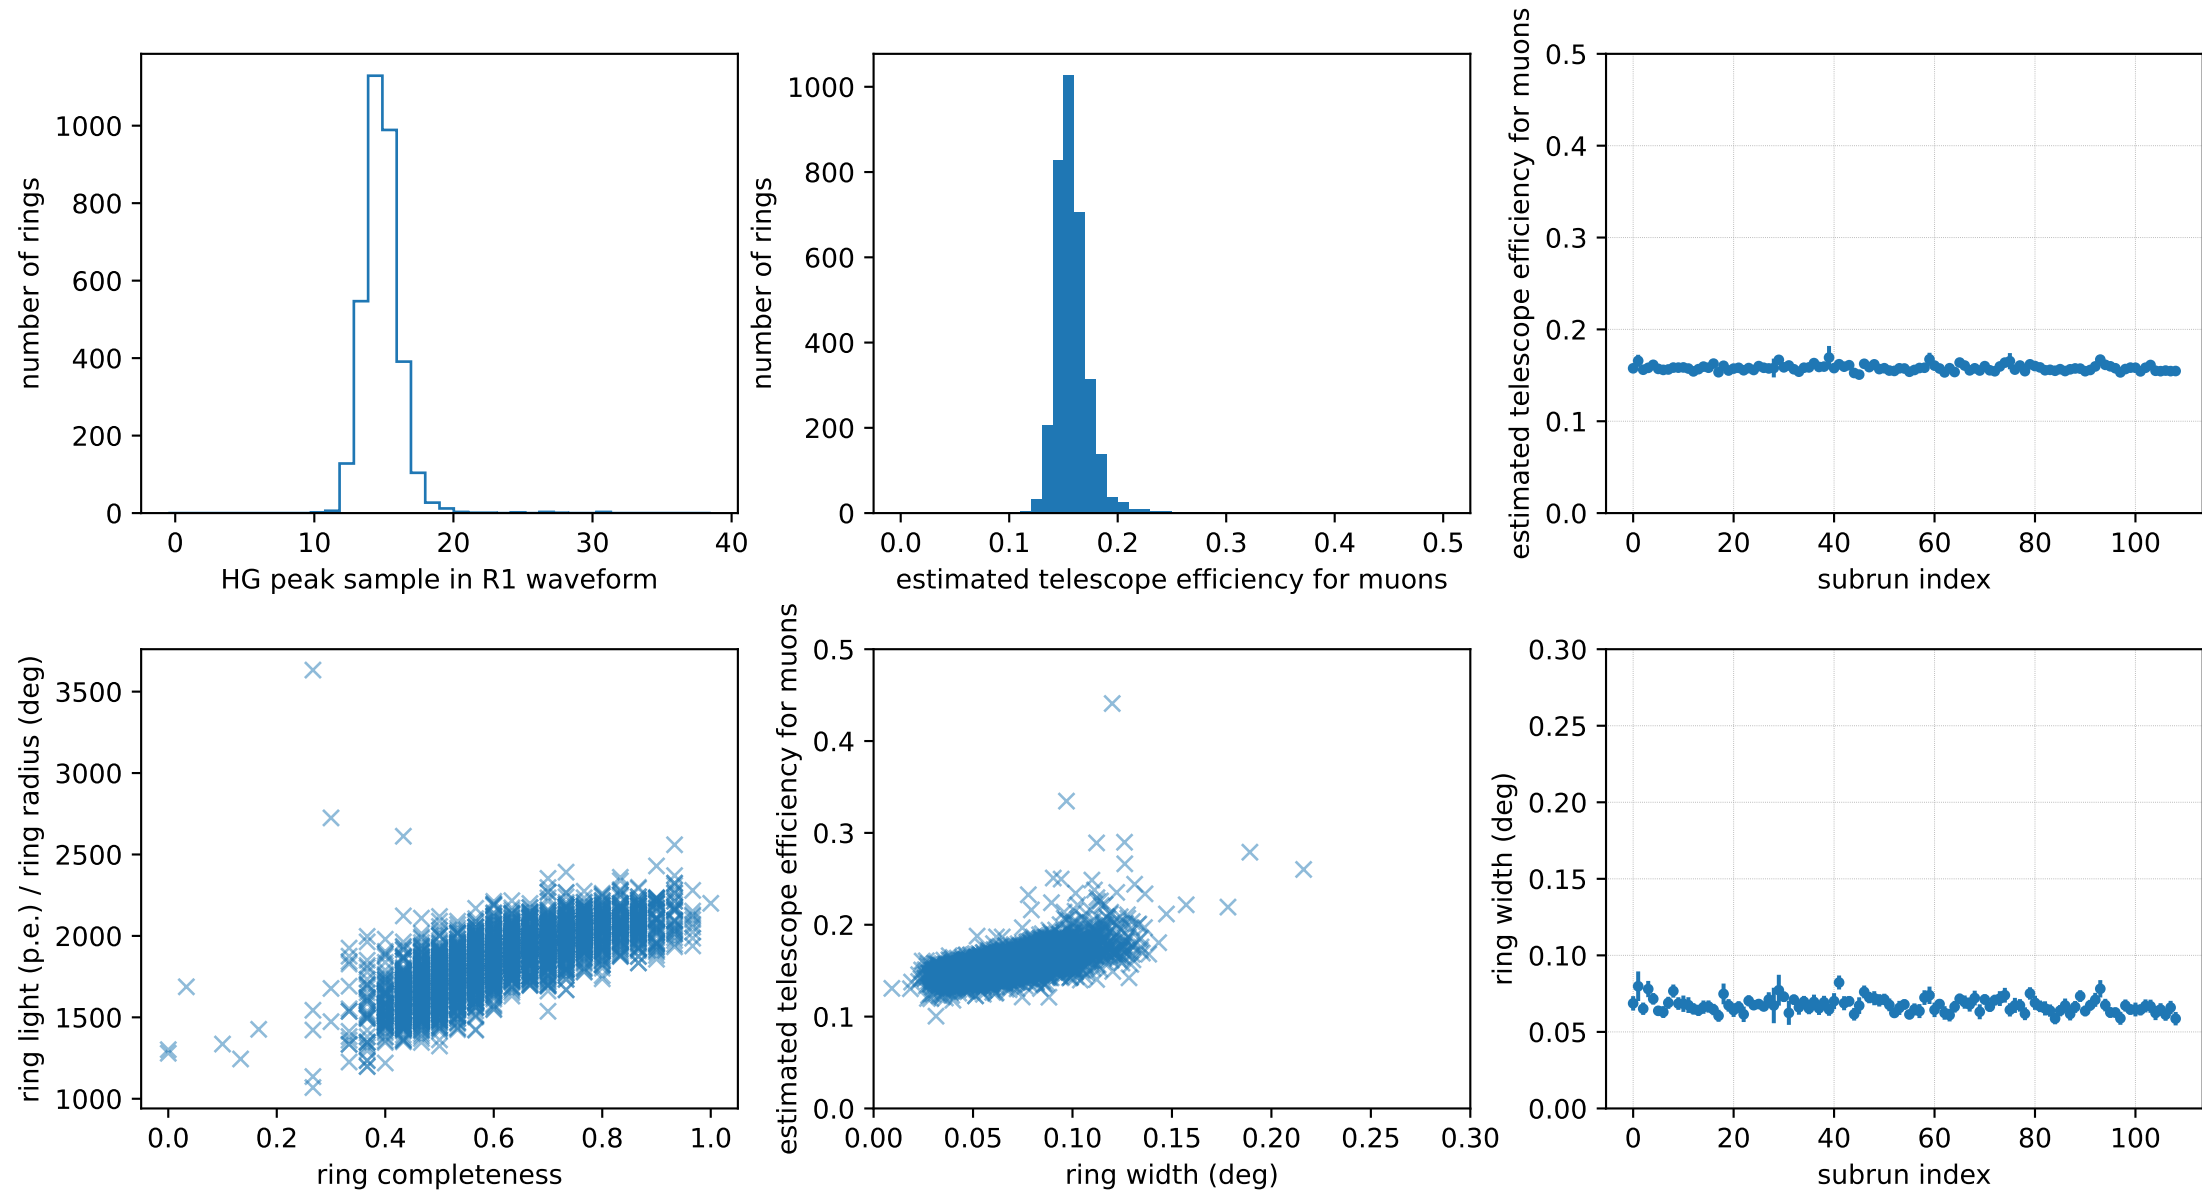 number of rings
0
200
400
600
800
1000
0 10 20 30 40
HG peak sample in R1 waveform
number of rings
0
200
400
600
800
1000
0.0 0.1 0.2 0.3 0.4 0.5
estimated telescope efficiency for muons
estimated telescope efficiency for muons
0.0
0.1
0.2
0.3
0.4
0.5
0 20 40 60 80 100
subrun index
ring light (p.e.) / ring radius (deg)
1000
1500
2000
2500
3000
3500
0.0 0.2 0.4 0.6 0.8 1.0
ring completeness
estimated telescope efficiency for muons
0.0
0.1
0.2
0.3
0.4
0.5
0.00 0.05 0.10 0.15 0.20 0.25 0.30
ring width (deg)
ring width (deg)
0.00
0.05
0.10
0.15
0.20
0.25
0.30
0 20 40 60 80 100
subrun index